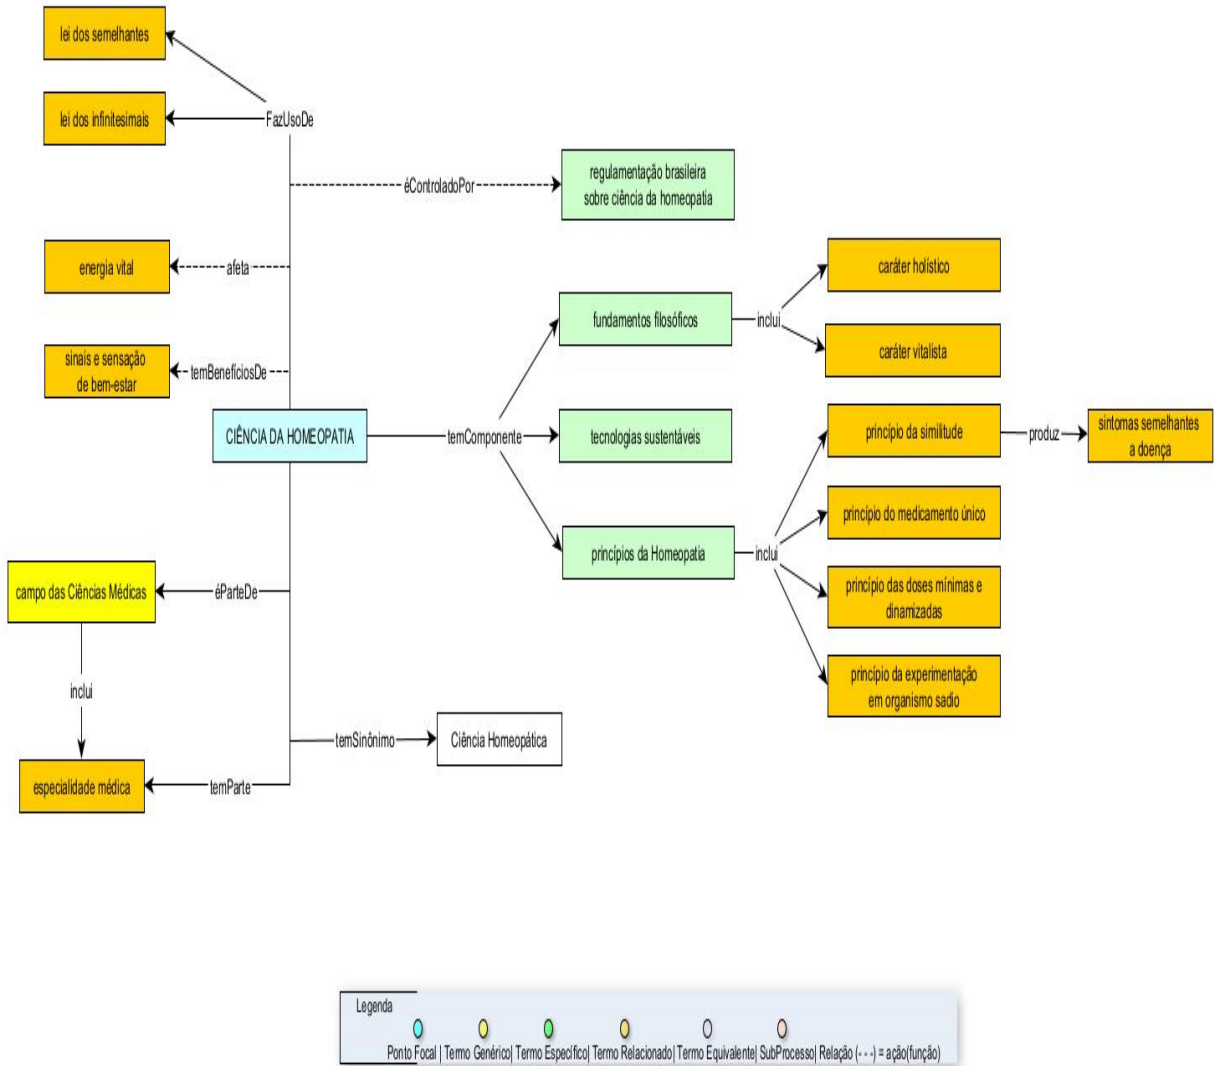 lei dos semelhantes
lei dos infinitesimais
FazUsoDe
éControladoPor
regulamentação brasileira
sobre ciência da homeopatia
energia vital
afeta
caráter holístico
fundamentos filosóficos
inclui
caráter vitalista
sinais e sensação
de bem-estar
temBenefíciosDe
CIÊNCIA DA HOMEOPATIA
temComponente
tecnologias sustentáveis
princípio da similitude
produz
sintomas semelhantes
a doença
princípios da Homeopatia
inclui
princípio do medicamento único
princípio das doses mínimas e
dinamizadas
princípio da experimentação
em organismo sadio
campo das Ciências Médicas
éParteDe
inclui
temSinônimo
Ciência Homeopática
especialidade médica
temParte
Legenda
Ponto Focal | Termo Genérico| Termo Específico| Termo Relacionado| Termo Equivalente| SubProcesso| Relação (- - -) = ação(função)